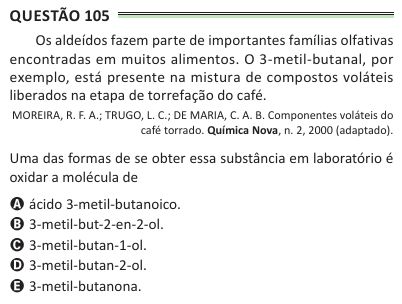 QUESTÃO 105
Os aldeídos fazem parte de importantes famílias olfativas
encontradas em muitos alimentos. O 3-metil-butanal, por
exemplo, está presente na mistura de compostos voláteis
liberados na etapa de torrefação do café.
MOREIRA, R. F. A.; TRUGO, L. C.; DE MARIA, C. A. B. Componentes voláteis do
café torrado. Química Nova, n. 2, 2000 (adaptado).
Uma das formas de se obter essa substância em laboratório é
oxidar a molécula de
A ácido 3-metil-butanoico.
B 3-metil-but-2-en-2-ol.
C 3-metil-butan-1-ol.
D 3-metil-butan-2-ol.
E 3-metil-butanona.